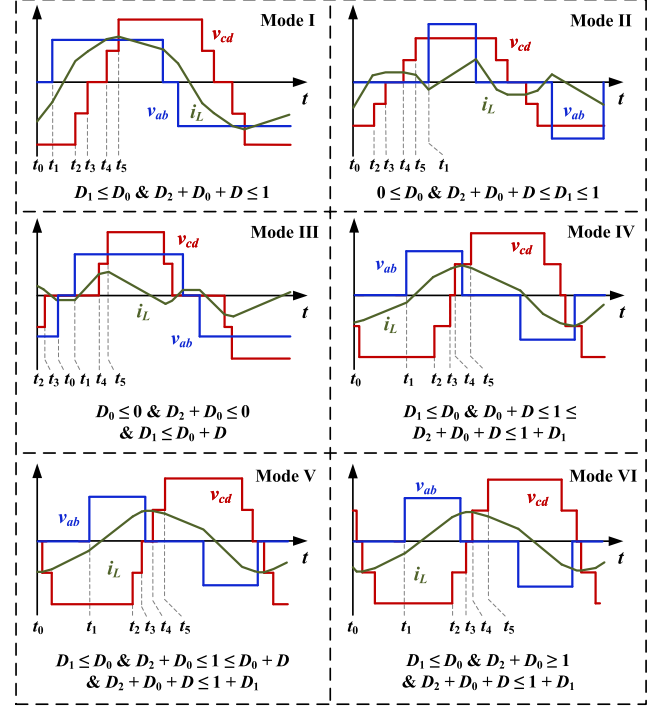 Mode I
v_cd
v_ab
i_L
t
t_0 t_1 t_2 t_3 t_4 t_5
D_1 ≤ D_0 & D_2 + D_0 + D ≤ 1
Mode II
v_cd
i_L
v_ab
t
t_0 t_2 t_3 t_4 t_5 t_1
0 ≤ D_0 & D_2 + D_0 + D ≤ D_1 ≤ 1
Mode III
v_cd
i_L
v_ab
t
t_2 t_3 t_0 t_1 t_4 t_5
D_0 ≤ 0 & D_2 + D_0 ≤ 0
& D_1 ≤ D_0 + D
Mode IV
v_ab
v_cd
i_L
t
t_0 t_1 t_2 t_3 t_4 t_5
D_1 ≤ D_0 & D_0 + D ≤ 1 ≤
D_2 + D_0 + D ≤ 1 + D_1
Mode V
v_ab
v_cd
i_L
t
t_0 t_1 t_2 t_3 t_4 t_5
D_1 ≤ D_0 & D_2 + D_0 ≤ 1 ≤ D_0 + D
& D_2 + D_0 + D ≤ 1 + D_1
Mode VI
v_ab
v_cd
i_L
t
t_0 t_1 t_2 t_3 t_4 t_5
D_1 ≤ D_0 & D_2 + D_0 ≥ 1
& D_2 + D_0 + D ≤ 1 + D_1